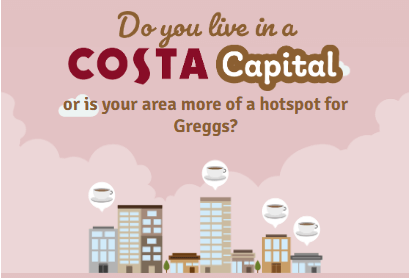 Do you live in a
COSTA Capital
or is your area more of a hotspot for
Greggs?